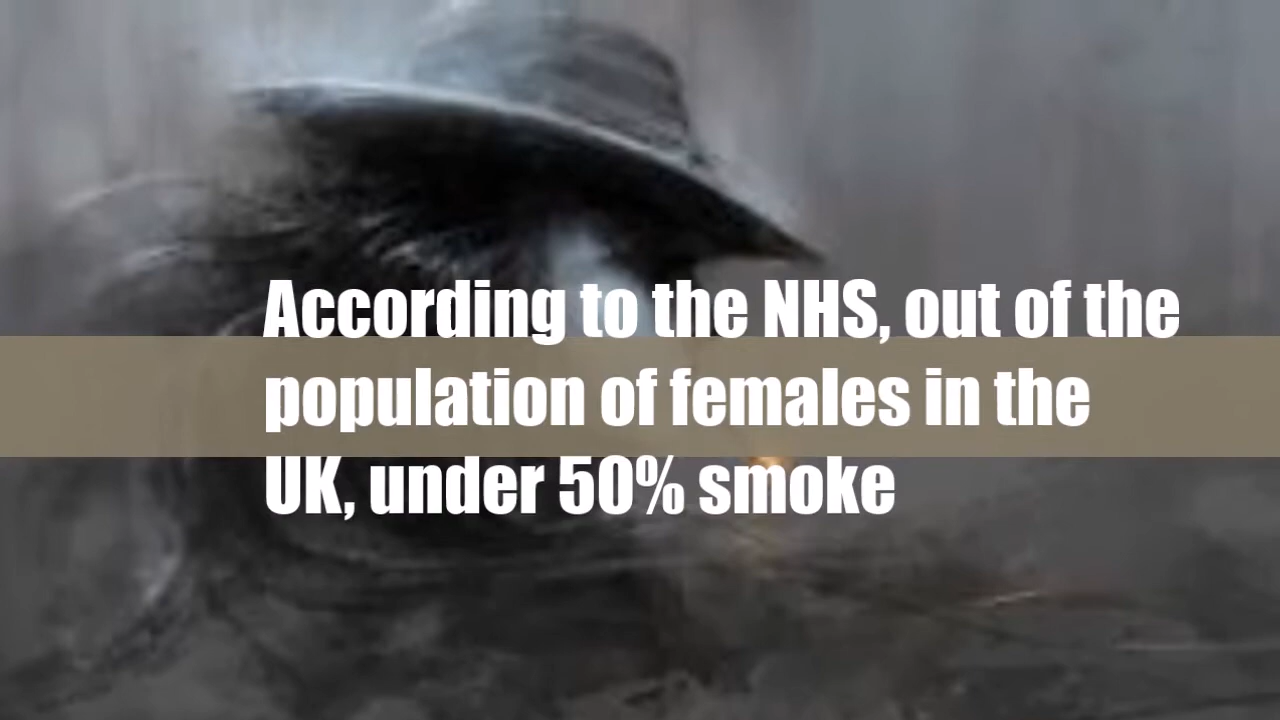 According to the NHS, out of the
population of females in the
UK, under 50% smoke